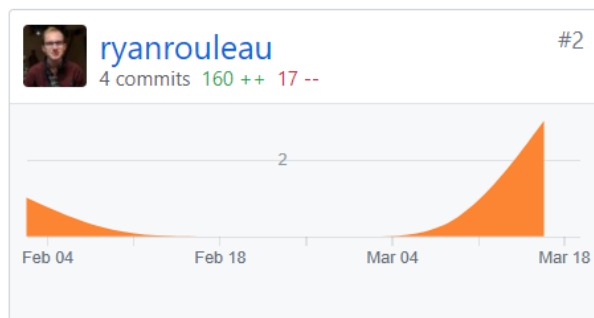 ryanrouleau #2
4 commits 160 ++ 17 --
2
Feb 04 Feb 18 Mar 04 Mar 18